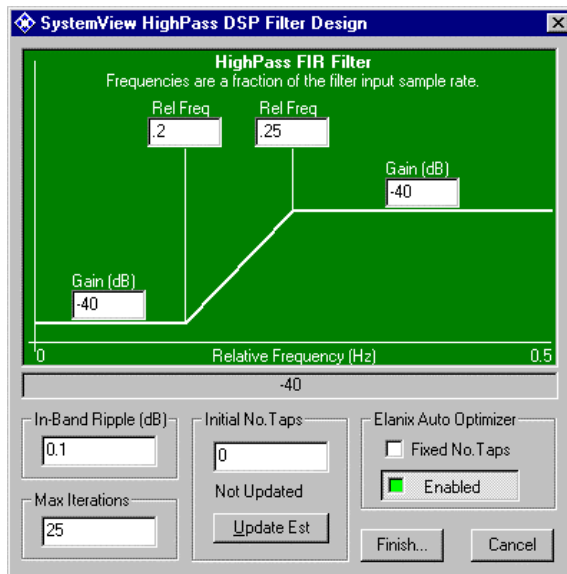 SystemView HighPass DSP Filter Design
HighPass FIR Filter
Frequencies are a fraction of the filter input sample rate.
Rel Freq
.2
Rel Freq
.25
Gain (dB)
-40
Gain (dB)
-40
0
Relative Frequency (Hz)
0.5
-40
In-Band Ripple (dB)
0.1
Max Iterations
25
Initial No.Taps
0
Not Updated
Update Est
Elanix Auto Optimizer
Fixed No.Taps
Enabled
Finish...
Cancel